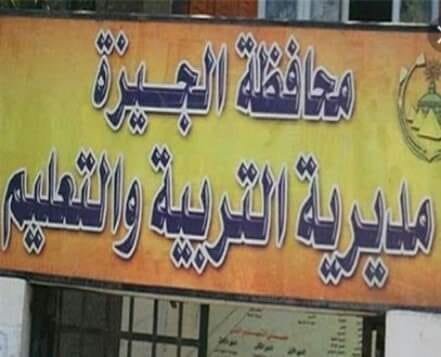 محافظة الجيزة
مديرية التربية والتعليم